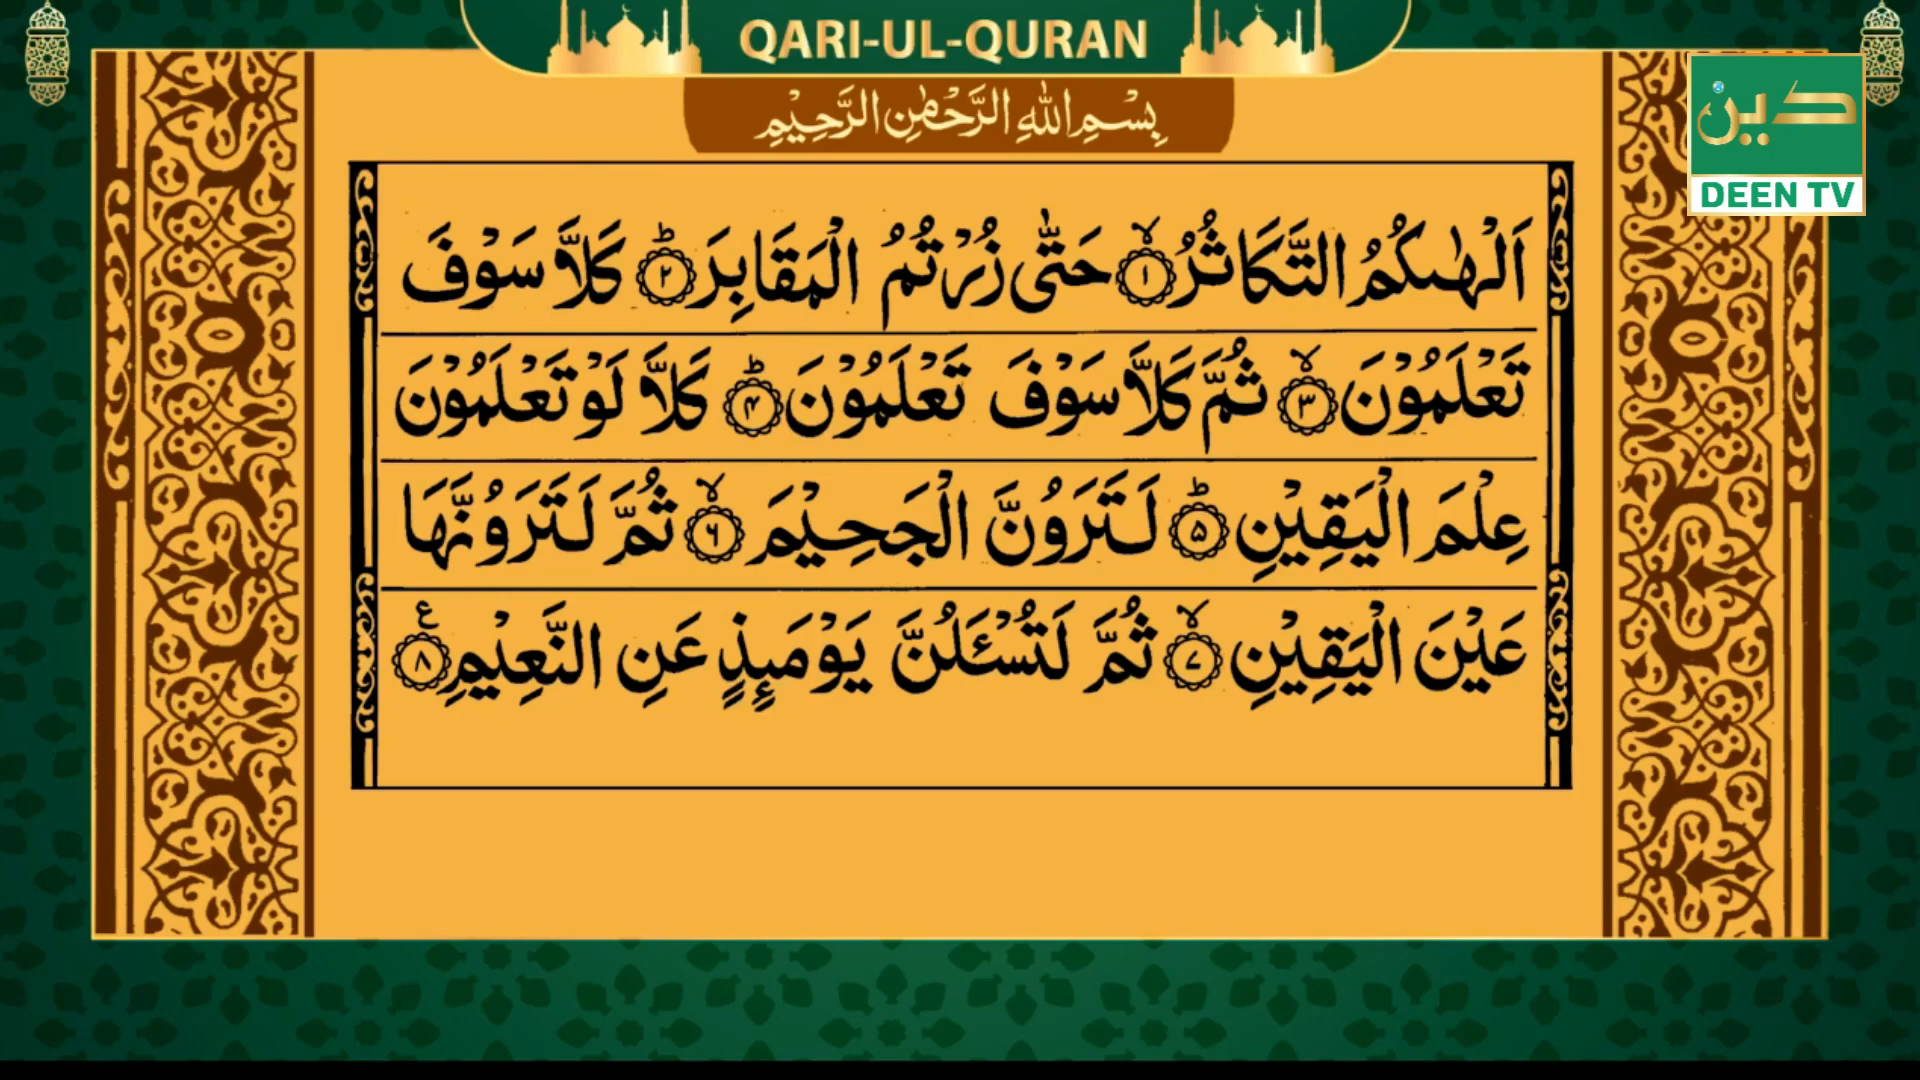 QARI-UL-QURAN
بِسْمِ اللّٰهِ الرَّحْمٰنِ الرَّحِيْمِ
دین
DEEN TV
اَلْهٰىكُمُ التَّكَاثُرُ ۙ﴿۱﴾ حَتّٰى زُرْتُمُ الْمَقَابِرَ ؕ﴿۲﴾ كَلَّا سَوْفَ
تَعْلَمُوْنَ ۙ﴿۳﴾ ثُمَّ كَلَّا سَوْفَ تَعْلَمُوْنَ ؕ﴿۴﴾ كَلَّا لَوْ تَعْلَمُوْنَ
عِلْمَ الْيَقِيْنِ ؕ﴿۵﴾ لَتَرَوُنَّ الْجَحِيْمَ ۙ﴿۶﴾ ثُمَّ لَتَرَوُنَّهَا
عَيْنَ الْيَقِيْنِ ۙ﴿۷﴾ ثُمَّ لَتُسْـَٔلُنَّ يَوْمَىِٕذٍ عَنِ النَّعِيْمِ ﴿۸﴾ ع